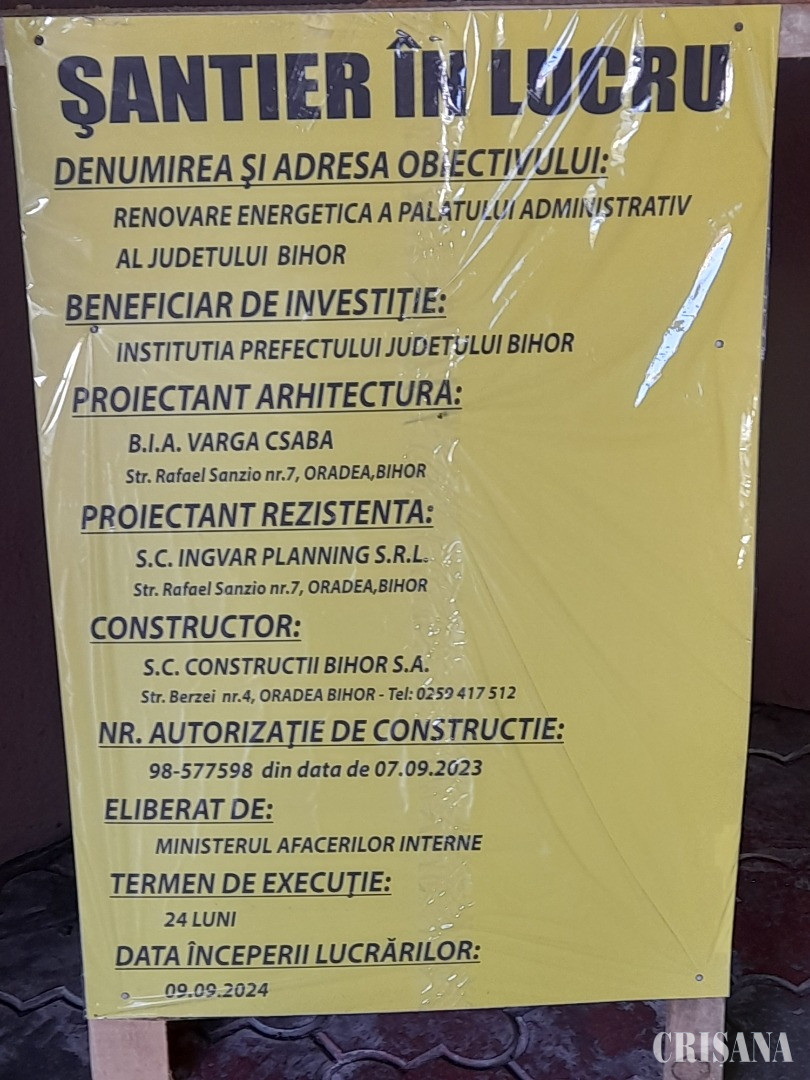 ŞANTIER ÎN LUCRU
DENUMIREA ŞI ADRESA OBIECTIVULUI:
RENOVARE ENERGETICA A PALATULUI ADMINISTRATIV
AL JUDETULUI BIHOR
BENEFICIAR DE INVESTIŢIE:
INSTITUTIA PREFECTULUI JUDETULUI BIHOR
PROIECTANT ARHITECTURA:
B.I.A. VARGA CSABA
Str. Rafael Sanzio nr.7, ORADEA,BIHOR
PROIECTANT REZISTENTA:
S.C. INGVAR PLANNING S.R.L.
Str. Rafael Sanzio nr.7, ORADEA,BIHOR
CONSTRUCTOR:
S.C. CONSTRUCTII BIHOR S.A.
Str. Berzei nr.4, ORADEA BIHOR - Tel: 0259 417 512
NR. AUTORIZAŢIE DE CONSTRUCTIE:
98-577598 din data de 07.09.2023
ELIBERAT DE:
MINISTERUL AFACERILOR INTERNE
TERMEN DE EXECUŢIE:
24 LUNI
DATA ÎNCEPERII LUCRĂRILOR:
09.09.2024
CRISANA